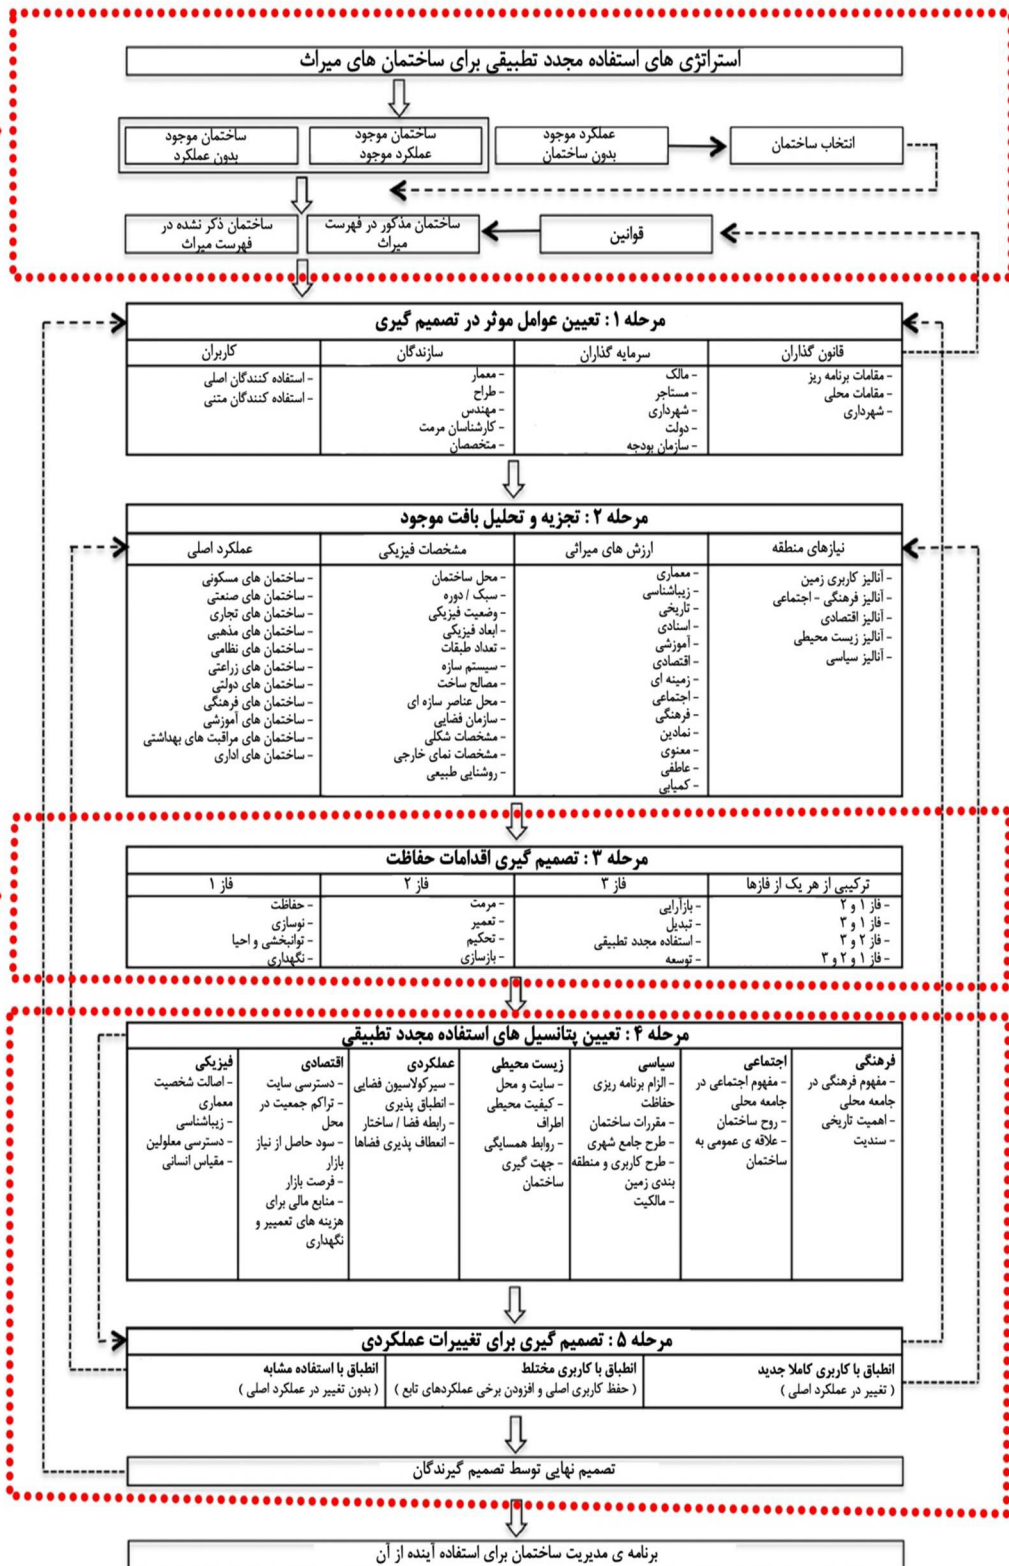 استراتژی های استفاده مجدد تطبیقی برای ساختمان های میراث
انتخاب ساختمان
عملکرد موجود
بدون ساختمان
ساختمان موجود
عملکرد موجود
ساختمان موجود
بدون عملکرد
قوانین
ساختمان مذکور در فهرست
میراث
ساختمان ذکر نشده در
فهرست میراث
مرحله ۱ : تعیین عوامل موثر در تصمیم گیری
قانون گذاران
- مقامات برنامه ریز
- مقامات محلی
- شهرداری
سرمایه گذاران
- مالک
- مستاجر
- شهرداری
- دولت
- سازمان بودجه
سازندگان
- معمار
- طراح
- مهندس
- کارشناسان مرمت
- متخصصان
کاربران
- استفاده کنندگان اصلی
- استفاده کنندگان متنی
مرحله ۲ : تجزیه و تحلیل بافت موجود
نیازهای منطقه
- آنالیز کاربری زمین
- آنالیز فرهنگی - اجتماعی
- آنالیز اقتصادی
- آنالیز زیست محیطی
- آنالیز سیاسی
ارزش های میراثی
- معماری
- زیباشناسی
- تاریخی
- اسنادی
- آموزشی
- اقتصادی
- زمینه ای
- اجتماعی
- فرهنگی
- نمادین
- معنوی
- عاطفی
- کمیابی
مشخصات فیزیکی
- محل ساختمان
- سبک / دوره
- وضعیت فیزیکی
- ابعاد فیزیکی
- تعداد طبقات
- سیستم سازه
- مصالح ساخت
- محل عناصر سازه ای
- سازمان فضایی
- مشخصات شکلی
- مشخصات نمای خارجی
- روشنایی طبیعی
عملکرد اصلی
- ساختمان های مسکونی
- ساختمان های صنعتی
- ساختمان های تجاری
- ساختمان های مذهبی
- ساختمان های نظامی
- ساختمان های زراعتی
- ساختمان های دولتی
- ساختمان های فرهنگی
- ساختمان های آموزشی
- ساختمان های مراقبت های بهداشتی
- ساختمان های اداری
مرحله ۳ : تصمیم گیری اقدامات حفاظت
ترکیبی از هر یک از فازها
- فاز ۱ و ۲
- فاز ۱ و ۳
- فاز ۲ و ۳
- فاز ۱ و ۲ و ۳
فاز ۳
- بازآرایی
- تبدیل
- استفاده مجدد تطبیقی
- توسعه
فاز ۲
- مرمت
- تعمیر
- تحکیم
- بازسازی
فاز ۱
- حفاظت
- نوسازی
- توانبخشی و احیا
- نگهداری
مرحله ۴ : تعیین پتانسیل های استفاده مجدد تطبیقی
فرهنگی
- مفهوم فرهنگی در
جامعه محلی
- اهمیت تاریخی
- سندیت
اجتماعی
- مفهوم اجتماعی در
جامعه محلی
- روح ساختمان
- علاقه ی عمومی به
ساختمان
سیاسی
- الزام برنامه ریزی
حفاظت
- مقررات ساختمان
- طرح جامع شهری
- طرح کاربری و منطقه
بندی زمین
- مالکیت
زیست محیطی
- سایت و محل
- کیفیت محیطی
اطراف
- روابط همسایگی
- جهت گیری
ساختمان
عملکردی
- سیرکولاسیون فضایی
- انطباق پذیری
- رابطه فضا / ساختار
- انعطاف پذیری فضاها
اقتصادی
- دسترسی سایت
- تراکم جمعیت در
محل
- سود حاصل از نیاز
بازار
- فرصت بازار
- منابع مالی برای
هزینه های تعمییر و
نگهداری
فیزیکی
- اصالت شخصیت
معماری
- زیباشناسی
- دسترسی معلولین
- مقیاس انسانی
مرحله ۵ : تصمیم گیری برای تغییرات عملکردی
انطباق با کاربری کاملا جدید
( تغییر در عملکرد اصلی )
انطباق با کاربری مختلط
( حفظ کاربری اصلی و افزودن برخی عملکردهای تابع )
انطباق با استفاده مشابه
( بدون تغییر در عملکرد اصلی )
تصمیم نهایی توسط تصمیم گیرندگان
برنامه ی مدیریت ساختمان برای استفاده آینده از آن